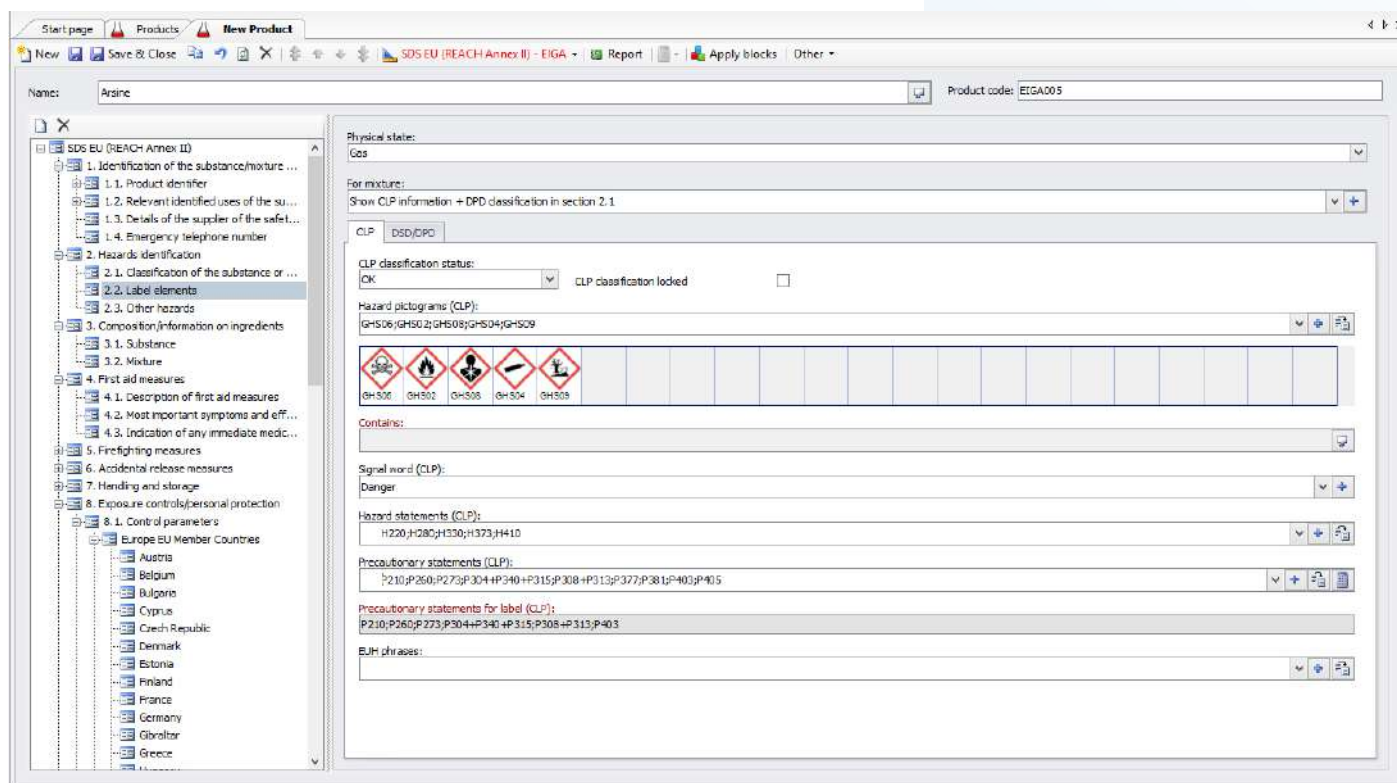 Start page Products New Product
New Save & Close SDS EU (REACH Annex II) - EIGA Report Apply blocks Other
Name: Arsine Product code: EIGA005
SDS EU (REACH Annex II)
1. Identification of the substance/mixture ...
1.1. Product identifier
1.2. Relevant identified uses of the su...
1.3. Details of the supplier of the safet...
1.4. Emergency telephone number
2. Hazards identification
2.1. Classification of the substance or ...
2.2. Label elements
2.3. Other hazards
3. Composition/information on ingredients
3.1. Substance
3.2. Mixture
4. First aid measures
4.1. Description of first aid measures
4.2. Most important symptoms and eff...
4.3. Indication of any immediate medic...
5. Firefighting measures
6. Accidental release measures
7. Handling and storage
8. Exposure controls/personal protection
8.1. Control parameters
Europe EU Member Countries
Austria
Belgium
Bulgaria
Cyprus
Czech Republic
Denmark
Estonia
Finland
France
Germany
Gibraltar
Greece
Physical state:
Gas
For mixture:
Show CLP information + DPD classification in section 2.1
CLP DSD/DPD
CLP classification status:
OK CLP classification locked
Hazard pictograms (CLP):
GHS06;GHS02;GHS08;GHS04;GHS09
GHS06 GHS02 GHS08 GHS04 GHS09
Contains:
Signal word (CLP):
Danger
Hazard statements (CLP):
H220;H280;H330;H373;H410
Precautionary statements (CLP):
P210;P260;P273;P304+P340+P315;P308+P313;P377;P381;P403;P405
Precautionary statements for label (CLP):
P210;P260;P273;P304+P340+P315;P308+P313;P403
EUH phrases: